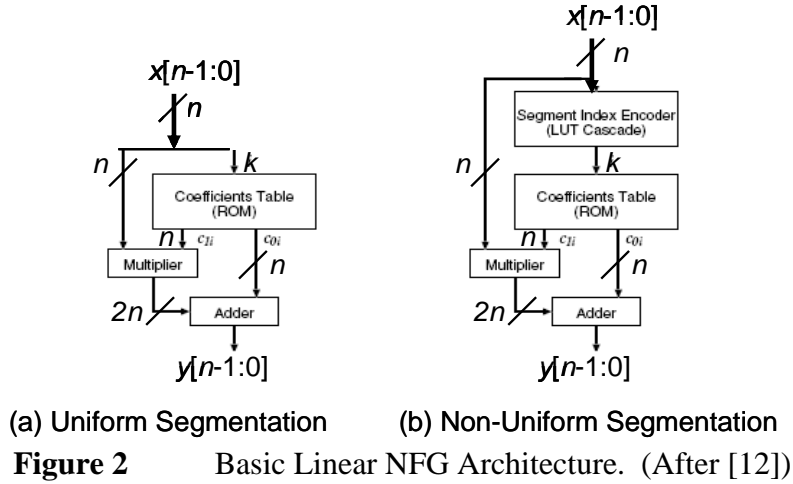 x[n-1:0]
n
n
k
Coefficients Table
(ROM)
n
c1i
c0i
n
Multiplier
2n
Adder
y[n-1:0]
(a) Uniform Segmentation
x[n-1:0]
n
Segment Index Encoder
(LUT Cascade)
n
k
Coefficients Table
(ROM)
n
c1i
c0i
n
Multiplier
2n
Adder
y[n-1:0]
(b) Non-Uniform Segmentation
Figure 2 Basic Linear NFG Architecture. (After [12])